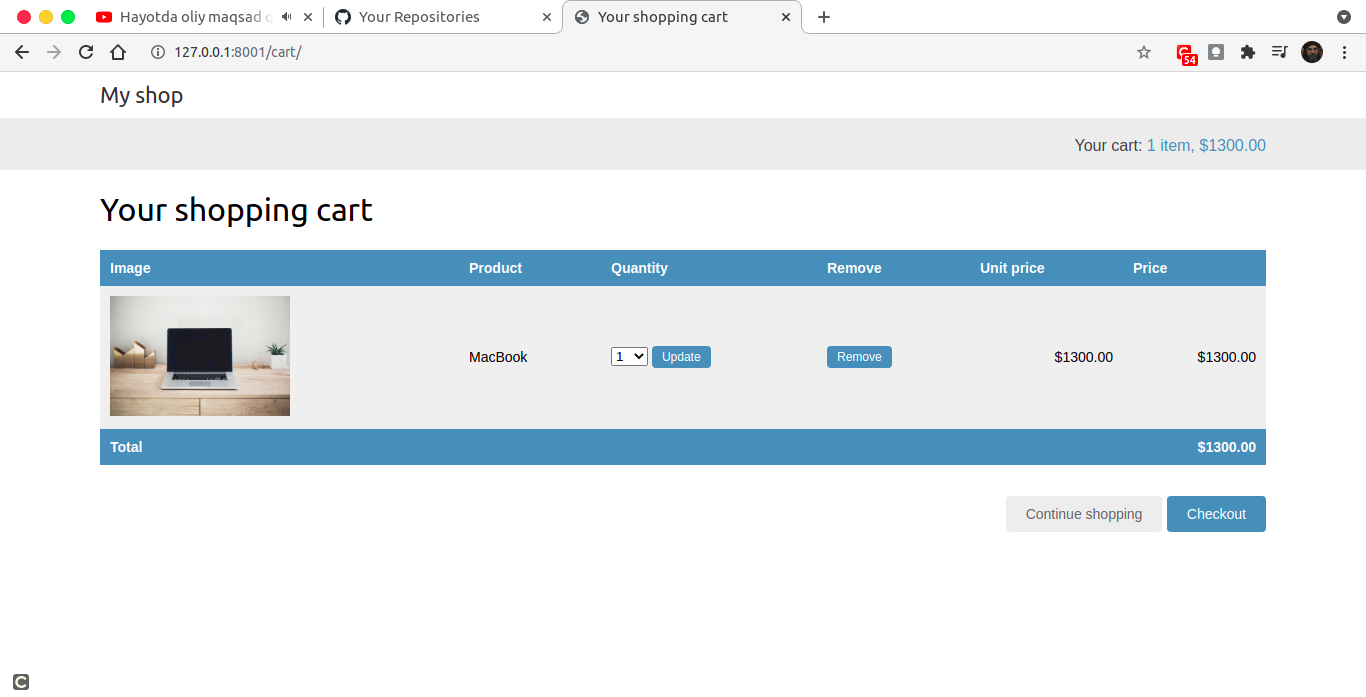 Hayotda oliy maqsad
Your Repositories
Your shopping cart
127.0.0.1:8001/cart/
54
My shop
Your cart: 1 item, $1300.00
Your shopping cart
Image Product Quantity Remove Unit price Price
MacBook 1 Update Remove $1300.00 $1300.00
Total $1300.00
Continue shopping Checkout